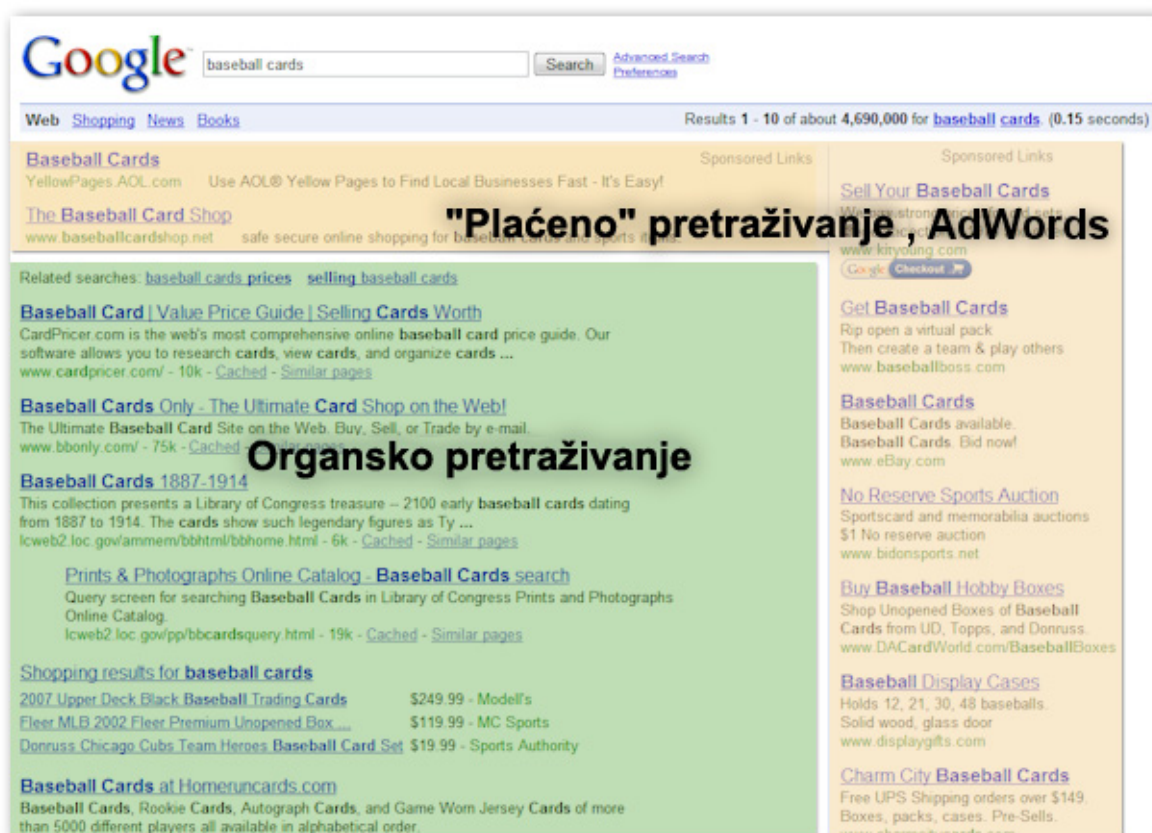 Google
baseball cards
Search
Advanced Search
Preferences
Web Shopping News Books
Results 1 - 10 of about 4,690,000 for baseball cards. (0.15 seconds)
Baseball Cards
Sponsored Links
YellowPages.AOL.com Use AOL® Yellow Pages to Find Local Businesses Fast - It's Easy!
The Baseball Card Shop
www.baseballcardshop.net safe secure online shopping for baseball cards and sports items.
"Plaćeno" pretraživanje , AdWords
Related searches: baseball cards prices selling baseball cards
Baseball Card | Value Price Guide | Selling Cards Worth
CardPricer.com is the web's most comprehensive online baseball card price guide. Our
software allows you to research cards, view cards, and organize cards ...
www.cardpricer.com/ - 10k - Cached - Similar pages
Baseball Cards Only - The Ultimate Card Shop on the Web!
The Ultimate Baseball Card Site on the Web. Buy, Sell, or Trade by e-mail.
www.bbonly.com/ - 75k - Cached - Similar pages
Organsko pretraživanje
Baseball Cards 1887-1914
This collection presents a Library of Congress treasure -- 2100 early baseball cards dating
from 1887 to 1914. The cards show such legendary figures as Ty ...
lcweb2.loc.gov/ammem/bbhtml/bbhome.html - 6k - Cached - Similar pages
Prints & Photographs Online Catalog - Baseball Cards search
Query screen for searching Baseball Cards in Library of Congress Prints and Photographs
Online Catalog.
lcweb2.loc.gov/pp/bbcardsquery.html - 19k - Cached - Similar pages
Shopping results for baseball cards
2007 Upper Deck Black Baseball Trading Cards $249.99 - Modell's
Fleer MLB 2002 Fleer Premium Unopened Box ... $119.99 - MC Sports
Donruss Chicago Cubs Team Heroes Baseball Card Set $19.99 - Sports Authority
Baseball Cards at Homeruncards.com
Baseball Cards, Rookie Cards, Autograph Cards, and Game Worn Jersey Cards of more
than 5000 different players all available in alphabetical order.
Sponsored Links
Sell Your Baseball Cards
www.kityoung.com
Google Checkout
Get Baseball Cards
Rip open a virtual pack
Then create a team & play others
www.baseballboss.com
Baseball Cards
Baseball Cards available.
Baseball Cards. Bid now!
www.eBay.com
No Reserve Sports Auction
Sportscard and memorabilia auctions
$1 No reserve auction
www.bidonsports.net
Buy Baseball Hobby Boxes
Shop Unopened Boxes of Baseball
Cards from UD, Topps, and Donruss.
www.DACardWorld.com/BaseballBoxes
Baseball Display Cases
Holds 12, 21, 30, 48 baseballs.
Solid wood, glass door
www.displaygifts.com
Charm City Baseball Cards
Free UPS Shipping orders over $149.
Boxes, packs, cases. Pre-Sells.